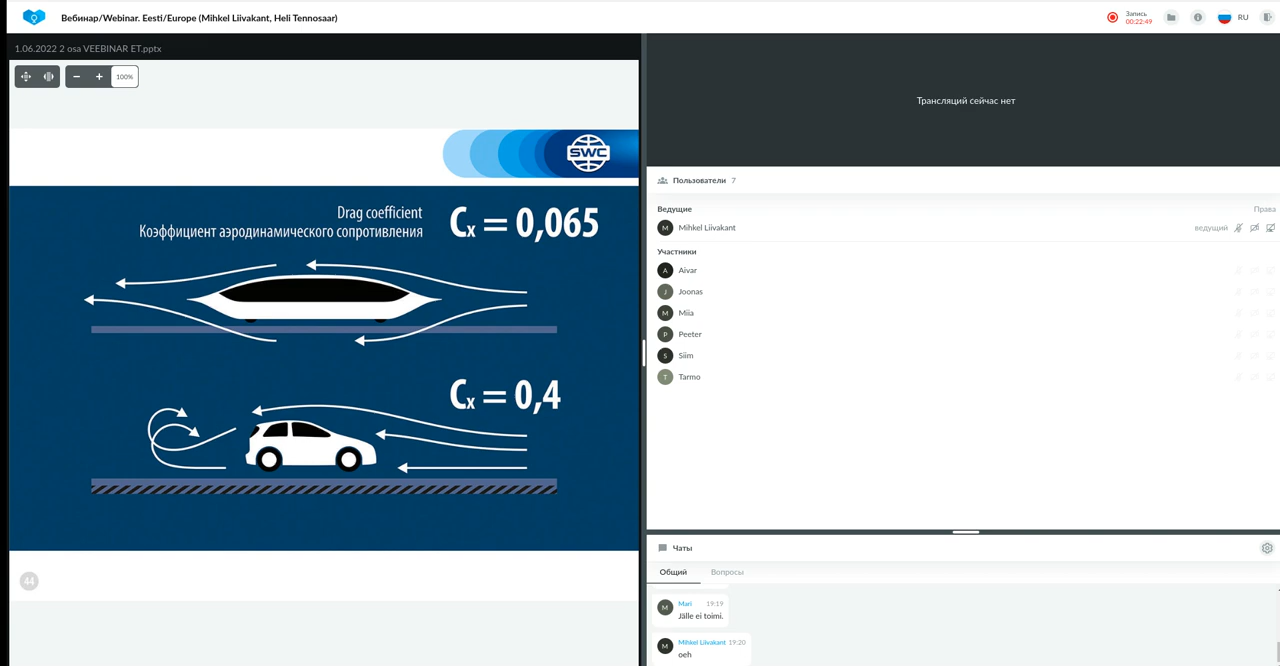 Вебинар/Webinar. Eesti/Europe (Mihkel Liivakant, Heli Tennosaar)
Запись
00:22:49
RU
1.06.2022 2 osa VEEBINAR ET.pptx
100%
SWC
Drag coefficient
Коэффициент аэродинамического сопротивления
Cx = 0,065
Cx = 0,4
44
Трансляций сейчас нет
Пользователи 7
Ведущие Права
M Mihkel Liivakant ведущий
Участники
A Aivar
J Joonas
M Miia
P Peeter
S Siim
T Tarmo
Чаты
Общий Вопросы
M Mari 19:19
Jälle ei toimi.
M Mihkel Liivakant 19:20
oeh